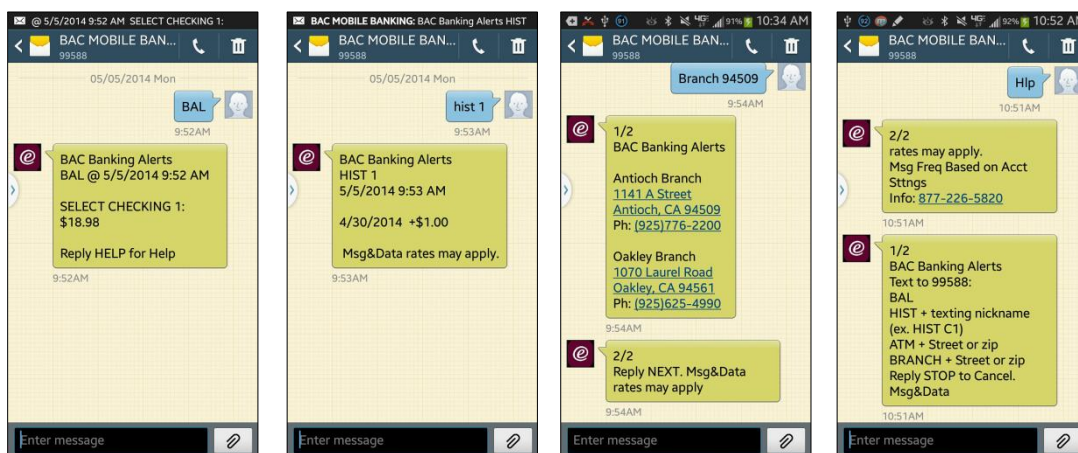 @ 5/5/2014 9:52 AM SELECT CHECKING 1:
BAC MOBILE BAN...
99588
05/05/2014 Mon
BAL
9:52AM
BAC Banking Alerts
BAL @ 5/5/2014 9:52 AM
SELECT CHECKING 1:
$18.98
Reply HELP for Help
9:52AM
Enter message
BAC MOBILE BANKING: BAC Banking Alerts HIST
BAC MOBILE BAN...
99588
05/05/2014 Mon
hist 1
9:53AM
BAC Banking Alerts
HIST 1
5/5/2014 9:53 AM
4/30/2014 +$1.00
Msg&Data rates may apply.
9:53AM
Enter message
91% 10:34 AM
BAC MOBILE BAN...
99588
Branch 94509
9:54AM
1/2
BAC Banking Alerts
Antioch Branch
1141 A Street
Antioch, CA 94509
Ph: (925)776-2200
Oakley Branch
1070 Laurel Road
Oakley, CA 94561
Ph: (925)625-4990
9:54AM
2/2
Reply NEXT. Msg&Data
rates may apply
9:54AM
Enter message
92% 10:52 AM
BAC MOBILE BAN...
99588
Hlp
10:51AM
2/2
rates may apply.
Msg Freq Based on Acct
Sttngs
Info: 877-226-5820
10:51AM
1/2
BAC Banking Alerts
Text to 99588:
BAL
HIST + texting nickname
(ex. HIST C1)
ATM + Street or zip
BRANCH + Street or zip
Reply STOP to Cancel.
Msg&Data
10:51AM
Enter message